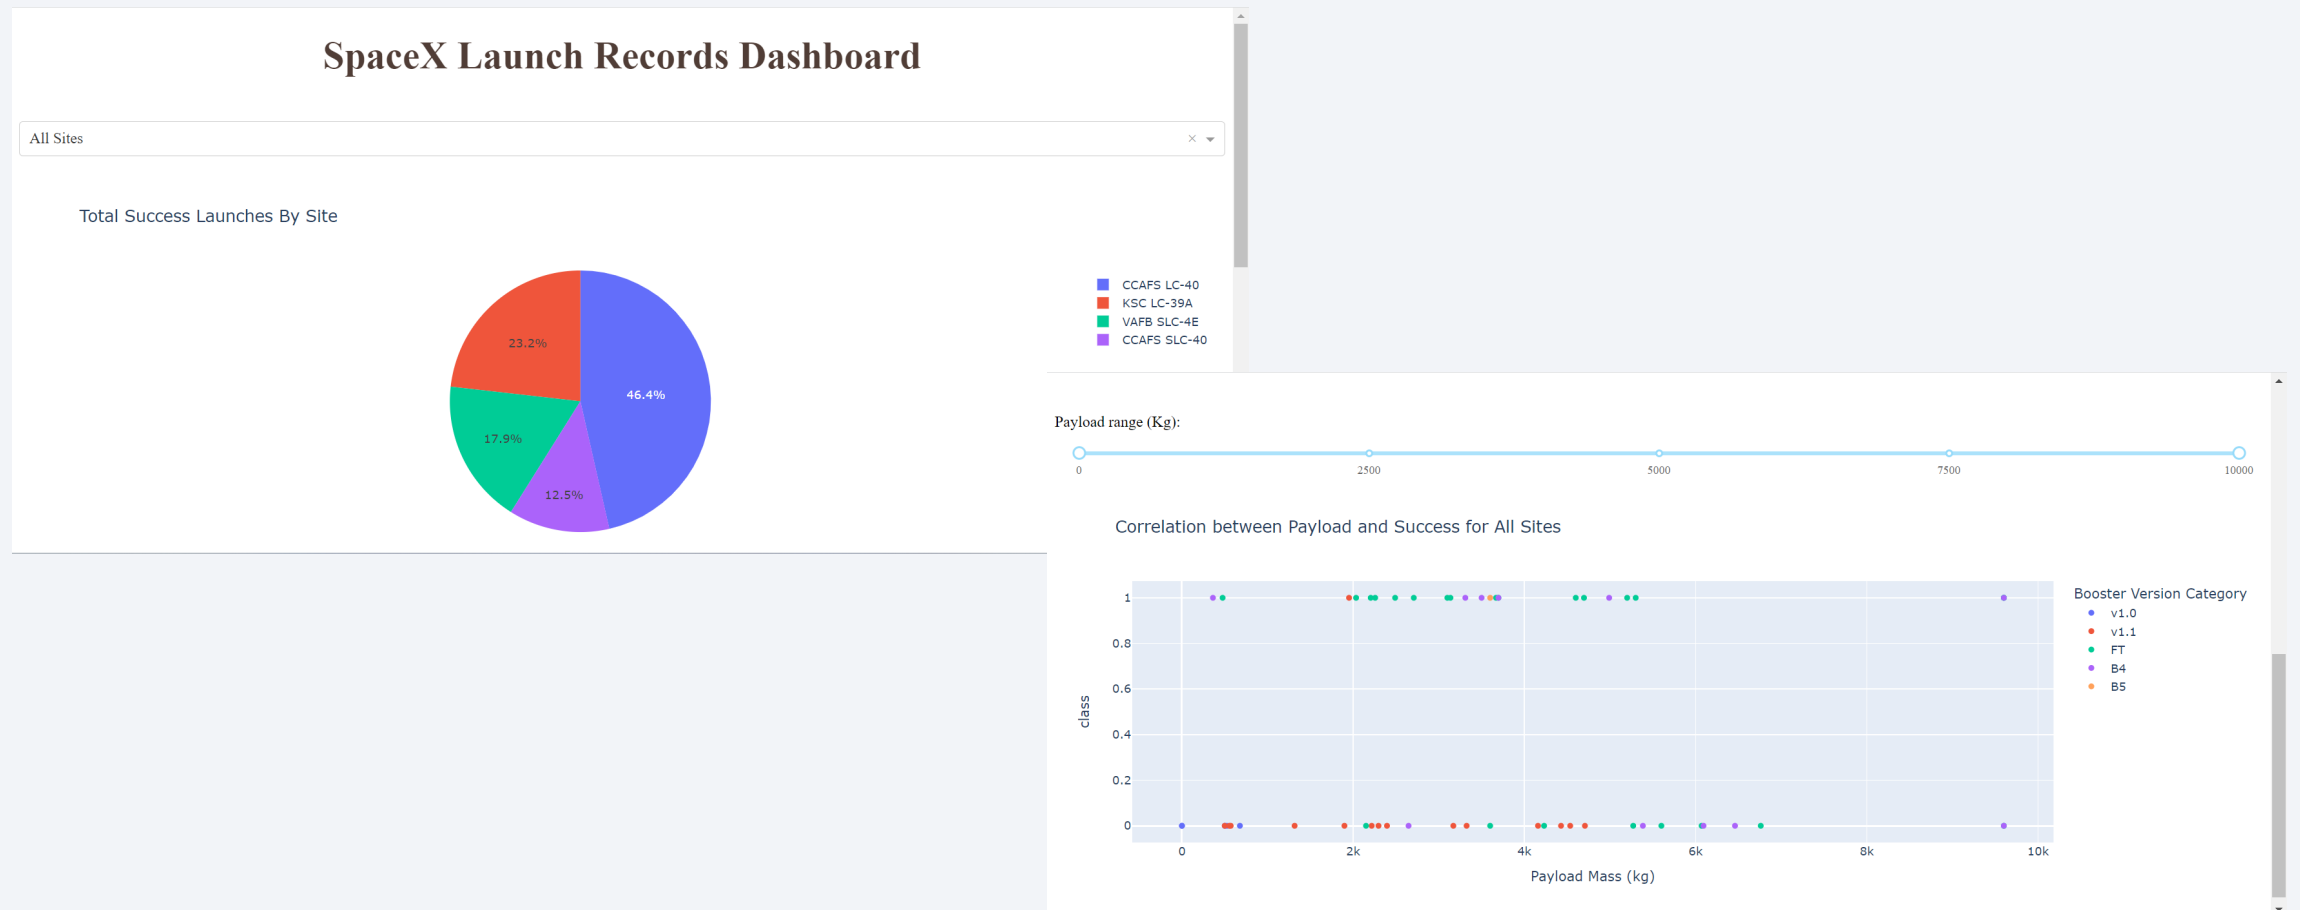 SpaceX Launch Records Dashboard
All Sites
×
Total Success Launches By Site
CCAFS LC-40
KSC LC-39A
VAFB SLC-4E
CCAFS SLC-40
23.2%
46.4%
17.9%
12.5%
Payload range (Kg):
0 2500 5000 7500 10000
Correlation between Payload and Success for All Sites
Booster Version Category
v1.0
v1.1
FT
B4
B5
class
1
0.8
0.6
0.4
0.2
0
0 2k 4k 6k 8k 10k
Payload Mass (kg)